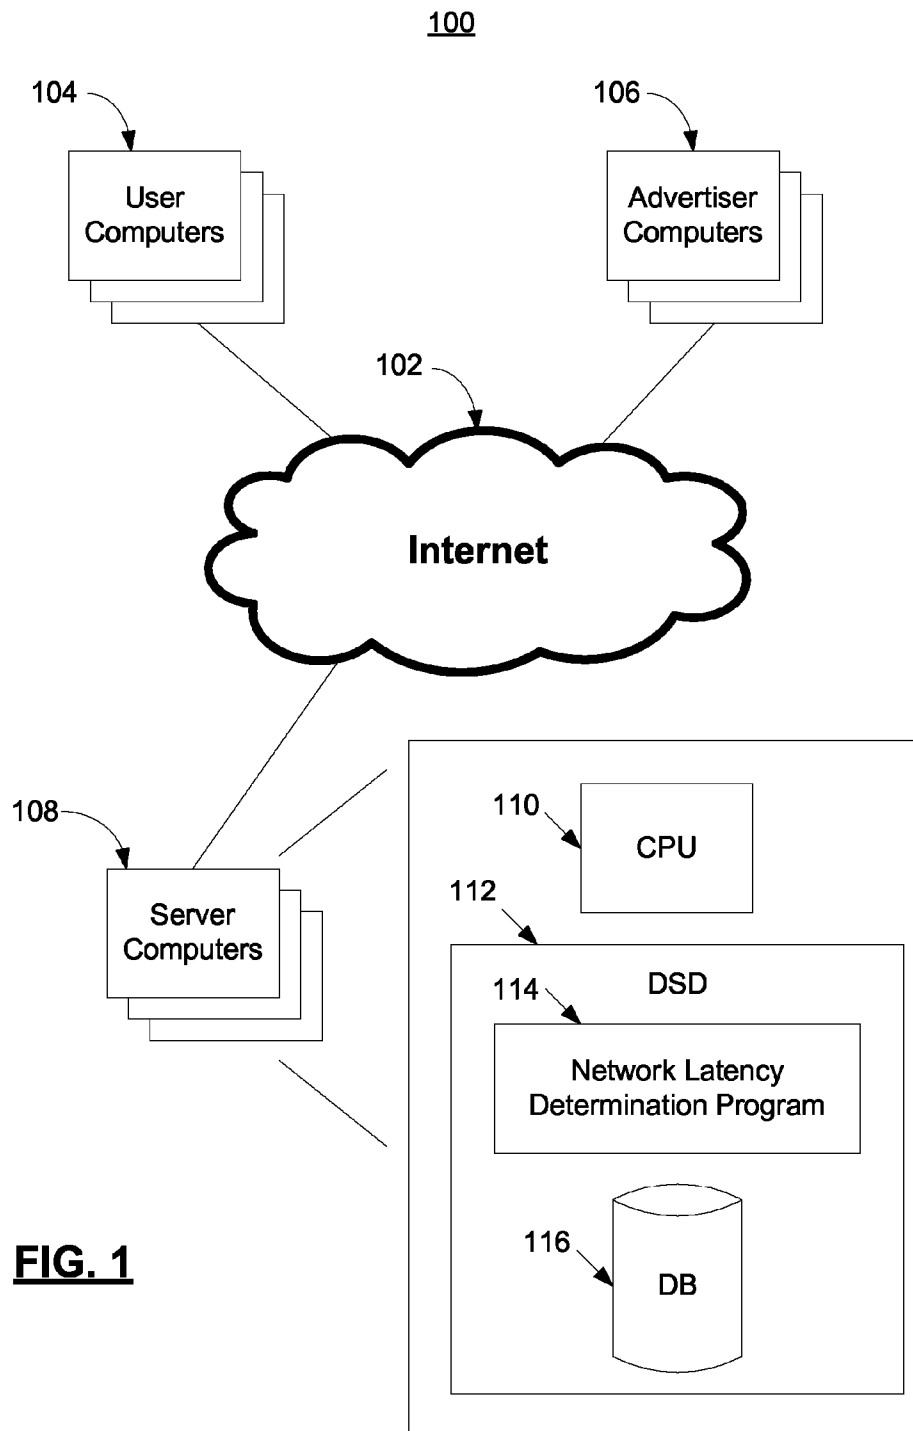 100
104
106
User
Computers
Advertiser
Computers
102
Internet
108
Server
Computers
110
CPU
112
DSD
114
Network Latency
Determination Program
116
DB
FIG. 1